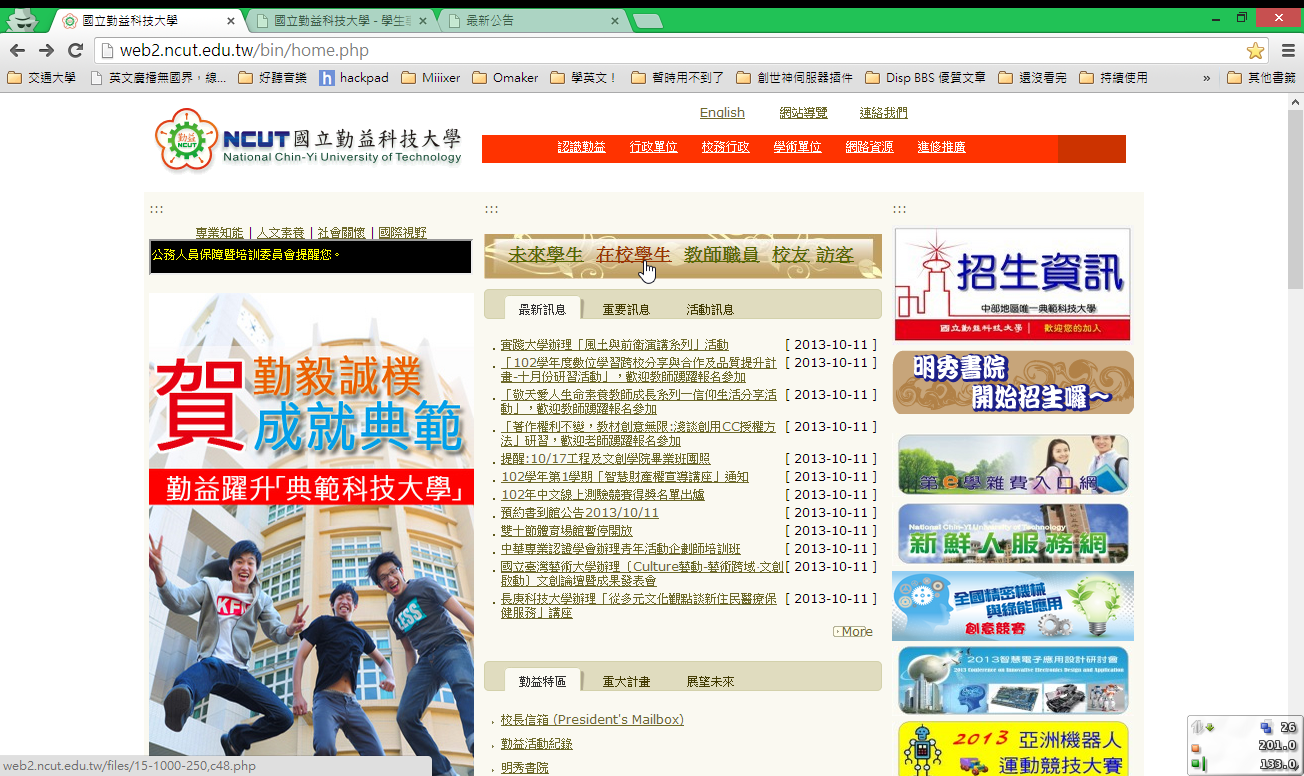 國立勤益科技大學
國立勤益科技大學 - 學生
最新公告
web2.ncut.edu.tw/bin/home.php
交通大學
英文廣播無國界，線...
好聽音樂
hackpad
Miiixer
Omaker
學英文！
暫時用不到了
創世神伺服器插件
Disp BBS 優質文章
還沒看完
持續使用
»
其他書籤
English 網站導覽 連絡我們
勤益
NCUT
NCUT 國立勤益科技大學
National Chin-Yi University of Technology
認識勤益 行政單位 校務行政 學術單位 網路資源 進修推廣
:::
專業知能 | 人文素養 | 社會關懷 | 國際視野
公務人員保障暨培訓委員會提醒您。
賀
勤毅誠樸
成就典範
勤益躍升「典範科技大學」
KFM
LESS
:::
未來學生 在校學生 教師職員 校友 訪客
最新訊息 重要訊息 活動訊息
實踐大學辦理「風土與前衛演講系列」活動 [ 2013-10-11 ]
「102學年度數位學習跨校分享與合作及品質提升計 [ 2013-10-11 ]
畫-十月份研習活動」，歡迎教師踴躍報名參加
「敬天愛人生命素養教師成長系列—信仰生活分享活 [ 2013-10-11 ]
動」，歡迎教師踴躍報名參加
「著作權利不變，教材創意無限:淺談創用CC授權方 [ 2013-10-11 ]
法」研習，歡迎老師踴躍報名參加
提醒:10/17工程及文創學院畢業班團照 [ 2013-10-11 ]
102學年第1學期「智慧財產權宣導講座」通知 [ 2013-10-11 ]
102年中文線上測驗競賽得獎名單出爐 [ 2013-10-11 ]
預約書到館公告2013/10/11 [ 2013-10-11 ]
雙十節體育場館暫停開放 [ 2013-10-11 ]
中華專業認證學會辦理青年活動企劃師培訓班 [ 2013-10-11 ]
國立臺灣藝術大學辦理〔Culture藝動-藝術跨域‧文創 [ 2013-10-11 ]
啟動〕文創論壇暨成果發表會
長庚科技大學辦理「從多元文化觀點談新住民醫療保 [ 2013-10-11 ]
健服務」講座
More
勤益特區 重大計畫 展望未來
校長信箱 (President's Mailbox)
勤益活動紀錄
明秀書院
:::
招生資訊
中部地區唯一典範科技大學
國立勤益科技大學 | 歡迎您的加入
明秀書院
開始招生囉～
第e學雜費入口網
National Chin-Yi University of Technology
新鮮人服務網
全國精密機械
與綠能應用
創意競賽
2013智慧電子應用設計研討會
2013 Conference on Innovative Electronics Design and Application
2013 亞洲機器人
運動競技大賽
web2.ncut.edu.tw/files/15-1000-250,c48.php
26
201.0
133.0